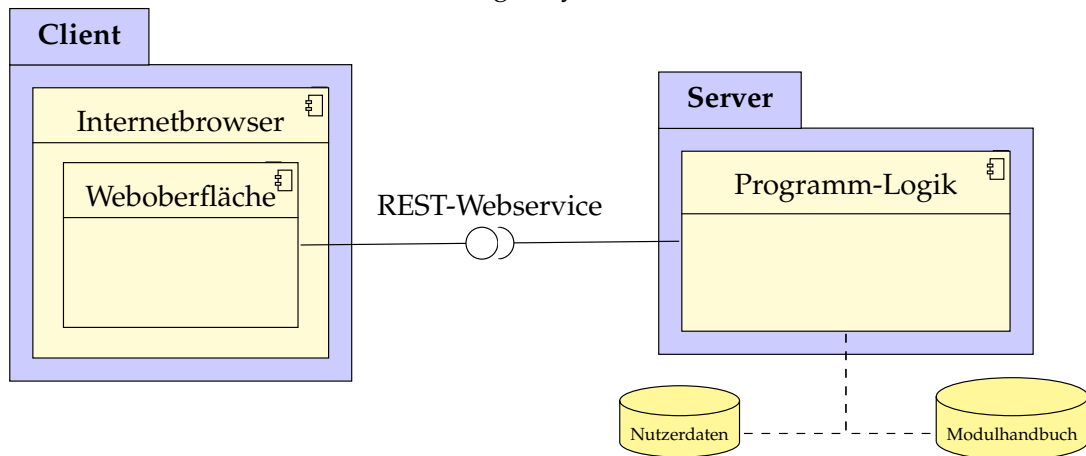 Client
Internetbrowser
Weboberfläche
REST-Webservice
Server
Programm-Logik
Nutzerdaten
Modulhandbuch